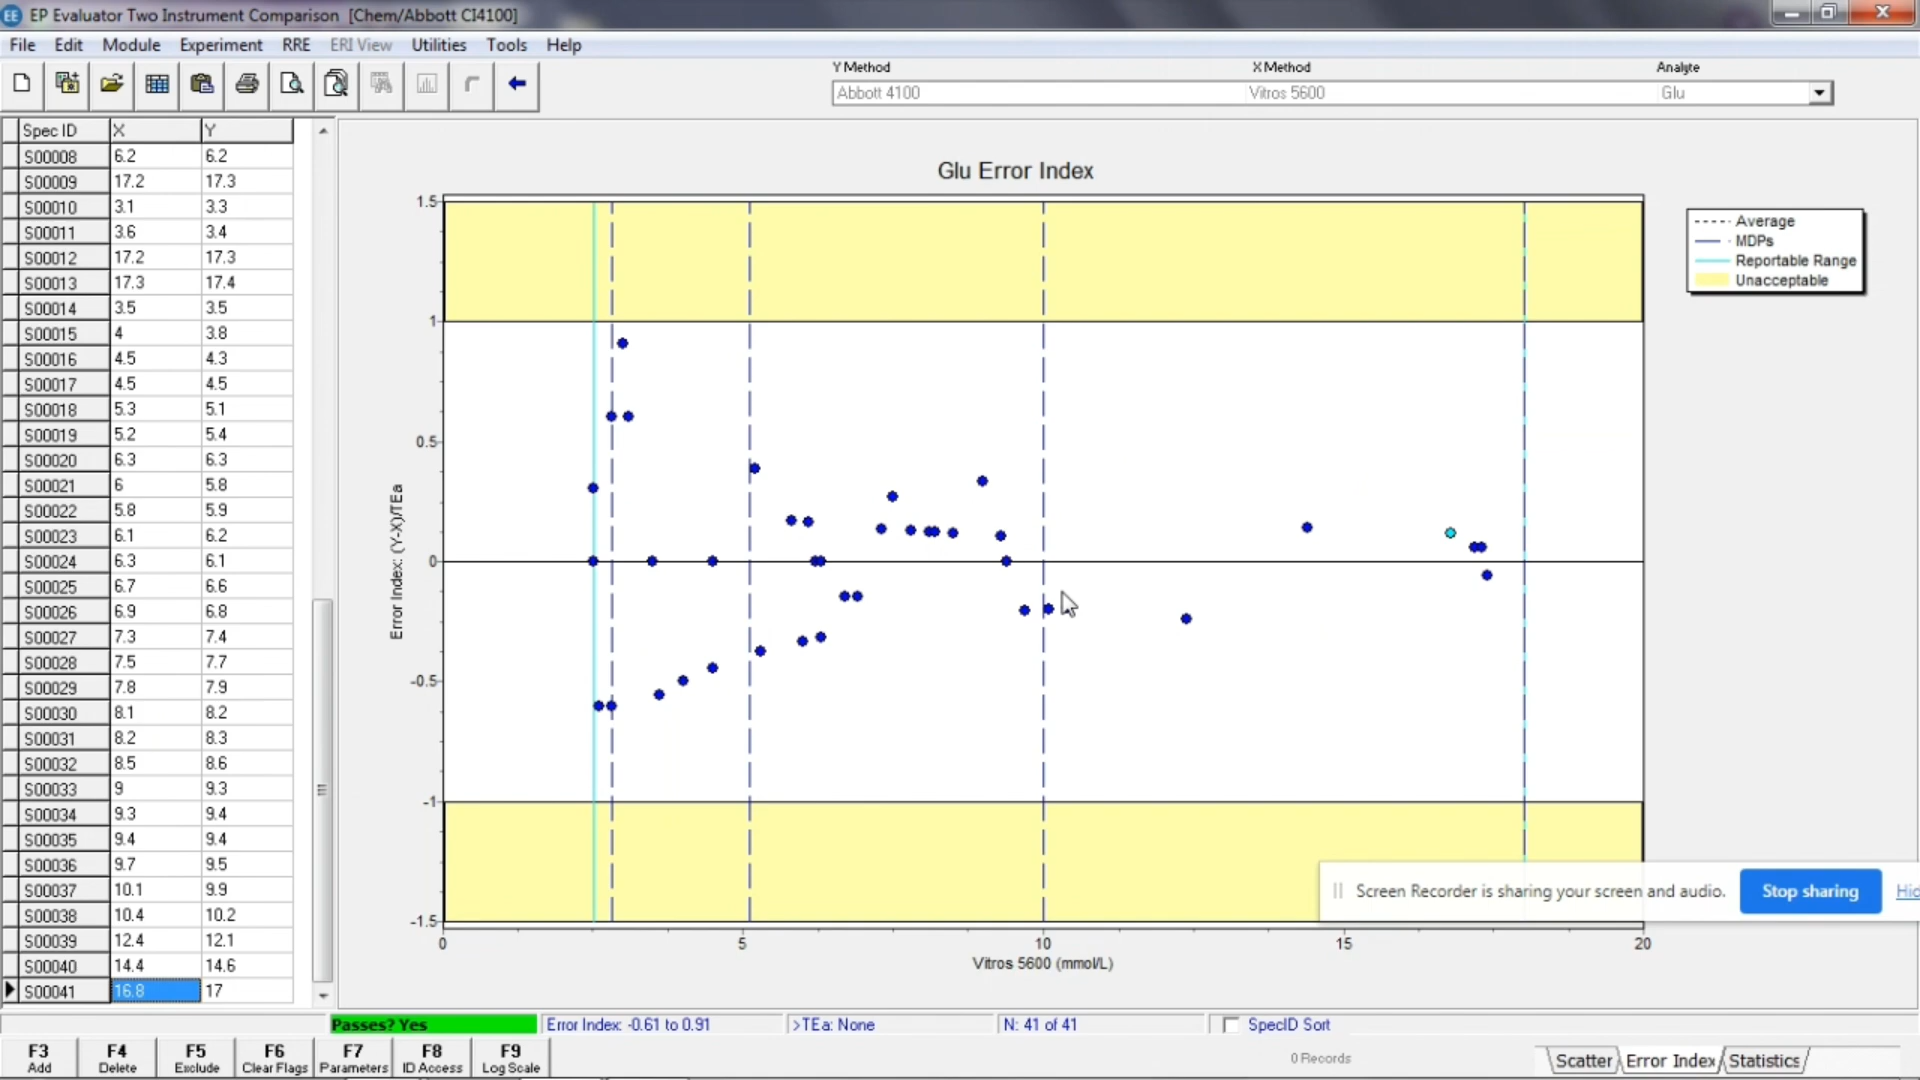 EE EP Evaluator Two Instrument Comparison [Chem/Abbott CI4100]
File Edit Module Experiment RRE ERI View Utilities Tools Help
Y Method X Method Analyte
Abbott 4100 Vitros 5600 Glu
Spec ID X Y
S00008 6.2 6.2
S00009 17.2 17.3
S00010 3.1 3.3
S00011 3.6 3.4
S00012 17.2 17.3
S00013 17.3 17.4
S00014 3.5 3.5
S00015 4 3.8
S00016 4.5 4.3
S00017 4.5 4.5
S00018 5.3 5.1
S00019 5.2 5.4
S00020 6.3 6.3
S00021 6 5.8
S00022 5.8 5.9
S00023 6.1 6.2
S00024 6.3 6.1
S00025 6.7 6.6
S00026 6.9 6.8
S00027 7.3 7.4
S00028 7.5 7.7
S00029 7.8 7.9
S00030 8.1 8.2
S00031 8.2 8.3
S00032 8.5 8.6
S00033 9 9.3
S00034 9.3 9.4
S00035 9.4 9.4
S00036 9.7 9.5
S00037 10.1 9.9
S00038 10.4 10.2
S00039 12.4 12.1
S00040 14.4 14.6
S00041 16.8 17
Glu Error Index
1.5
1
0.5
0
-0.5
-1
-1.5
Error Index: (Y-X)/TEa
0 5 10 15 20
Vitros 5600 (mmol/L)
Average
MDPs
Reportable Range
Unacceptable
Screen Recorder is sharing your screen and audio. Stop sharing Hid
Passes? Yes Error Index: -0.61 to 0.91 >TEa: None N: 41 of 41 SpecID Sort
F3 F4 F5 F6 F7 F8 F9
Add Delete Exclude Clear Flags Parameters ID Access Log Scale
0 Records
Scatter Error Index Statistics